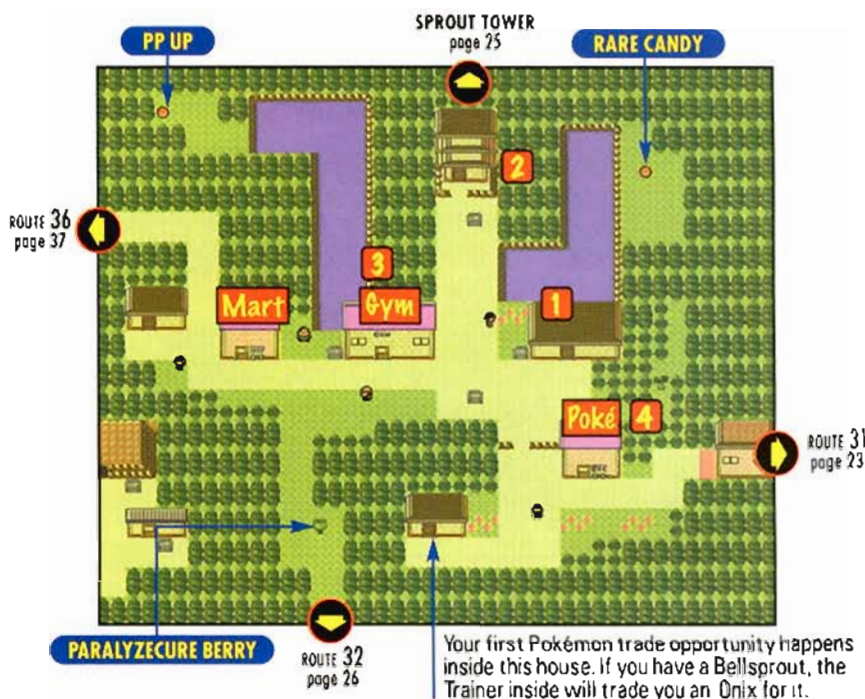 SPROUT TOWER
page 25
PP UP
RARE CANDY
2
ROUTE 36
page 37
3
1
Mart
Gym
Poké
4
ROUTE 31
page 23
PARALYZECURE BERRY
ROUTE 32
page 26
Your first Pokémon trade opportunity happens
inside this house. If you have a Bellsprout, the
Trainer inside will trade you an Onix for it.